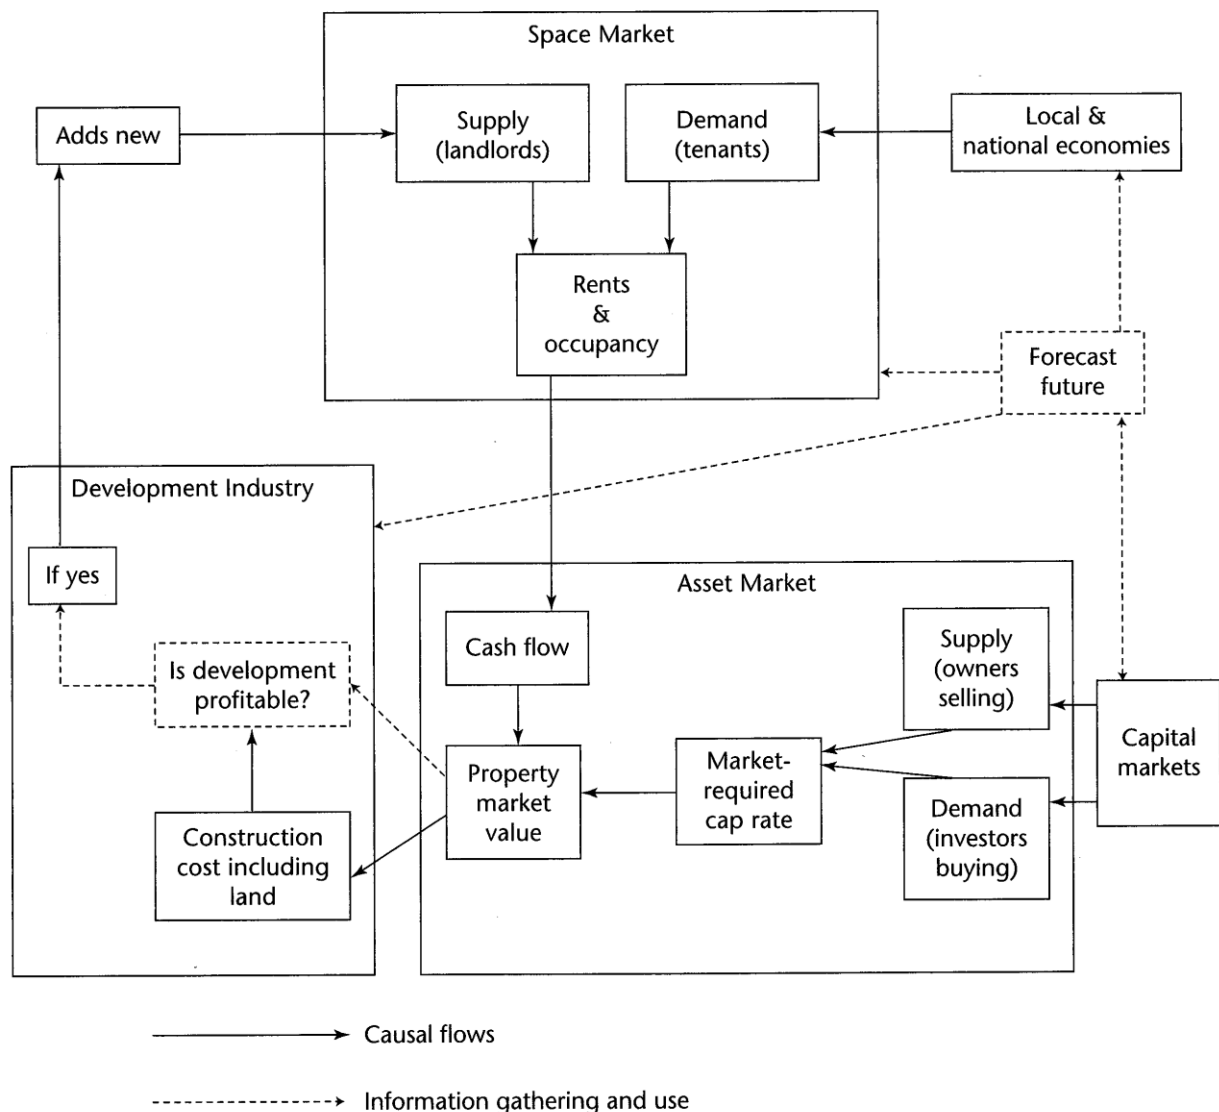 Space Market
Adds new
Supply
(landlords)
Demand
(tenants)
Local &
national economies
Rents
&
occupancy
Forecast
future
Development Industry
If yes
Is development
profitable?
Construction
cost including
land
Asset Market
Cash flow
Property
market
value
Market-
required
cap rate
Supply
(owners
selling)
Demand
(investors
buying)
Capital
markets
Causal flows
Information gathering and use